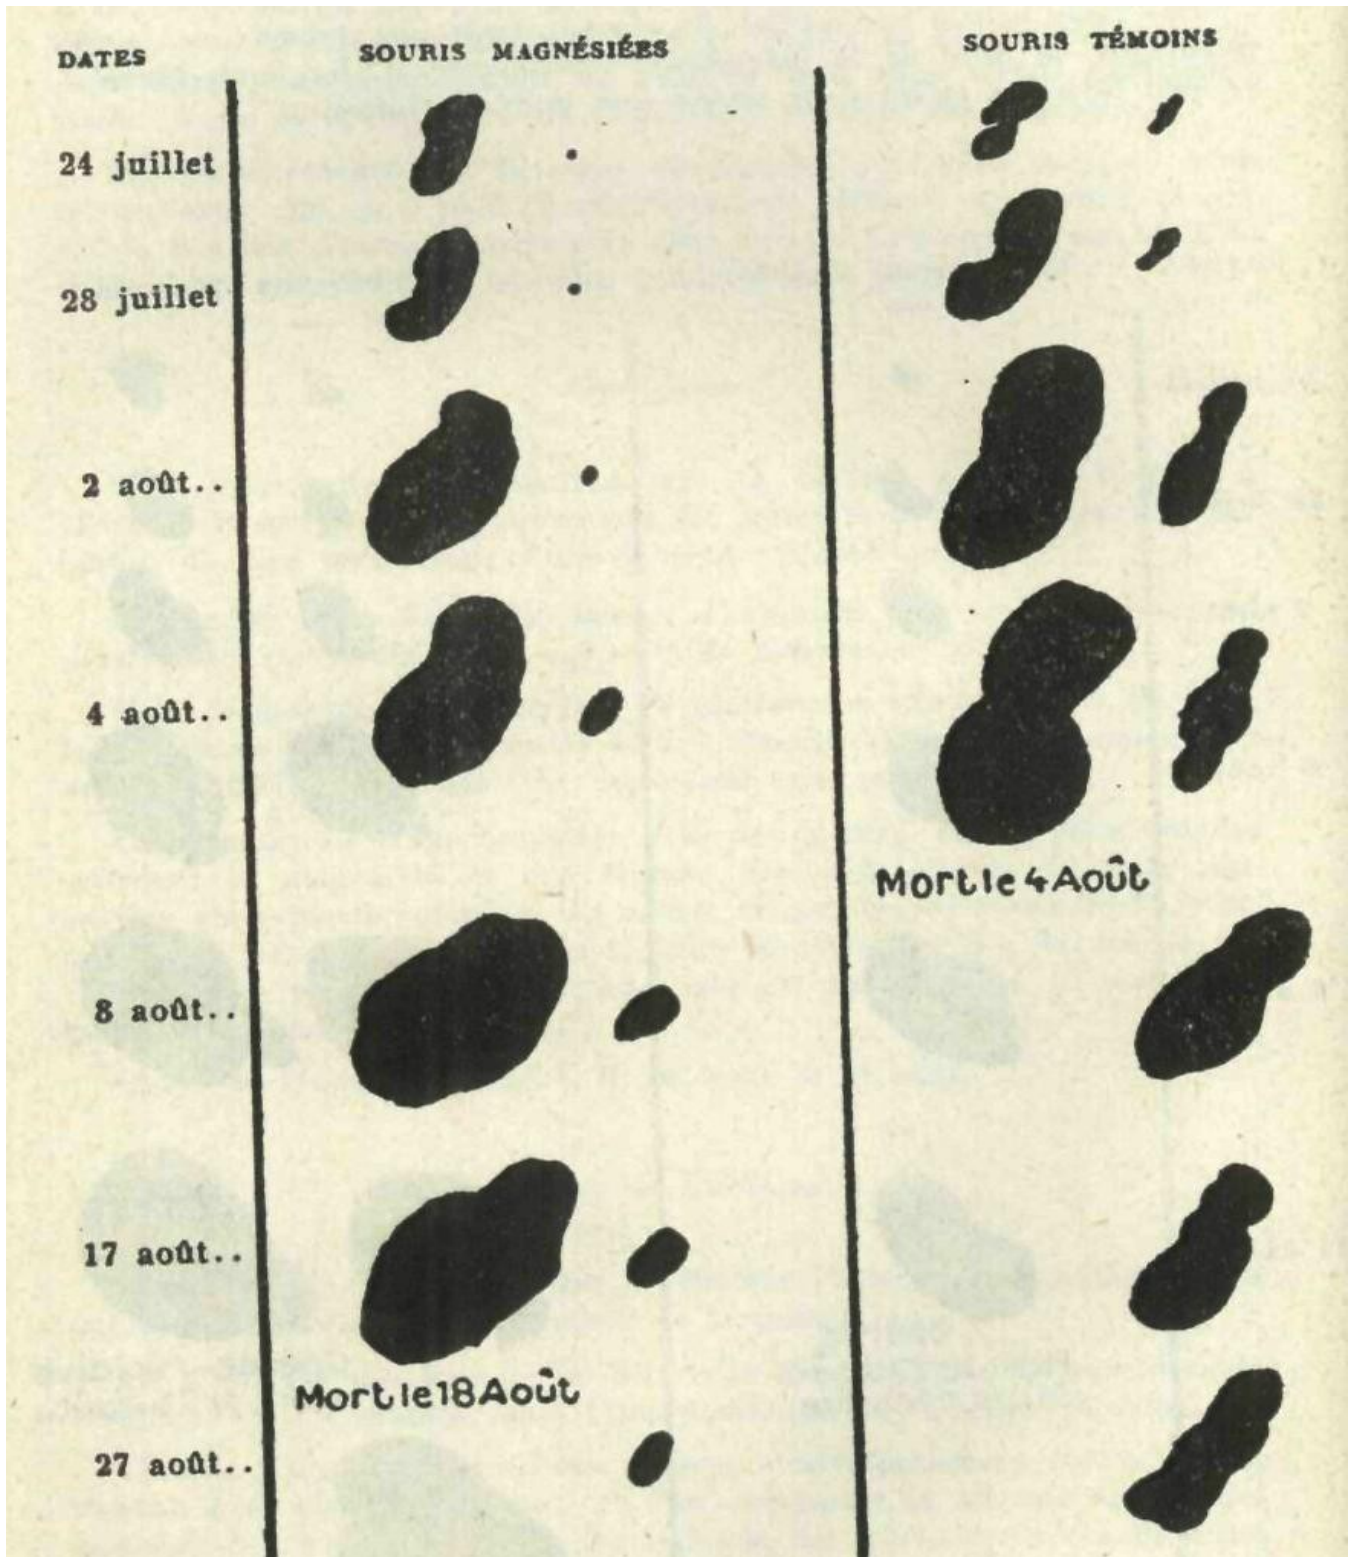 DATES SOURIS MAGNÉSIÉES SOURIS TÉMOINS
24 juillet
28 juillet
2 août..
4 août..
Mort le 4 Août
8 août..
17 août..
Mort le 18 Août
27 août..